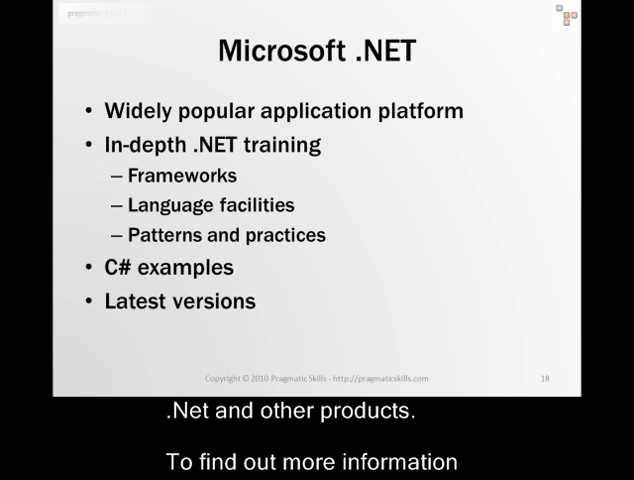 Microsoft .NET
• Widely popular application platform
• In-depth .NET training
– Frameworks
– Language facilities
– Patterns and practices
• C# examples
• Latest versions
Copyright © 2010 Pragmatic Skills - http://pragmaticskills.com
18
.Net and other products.
To find out more information